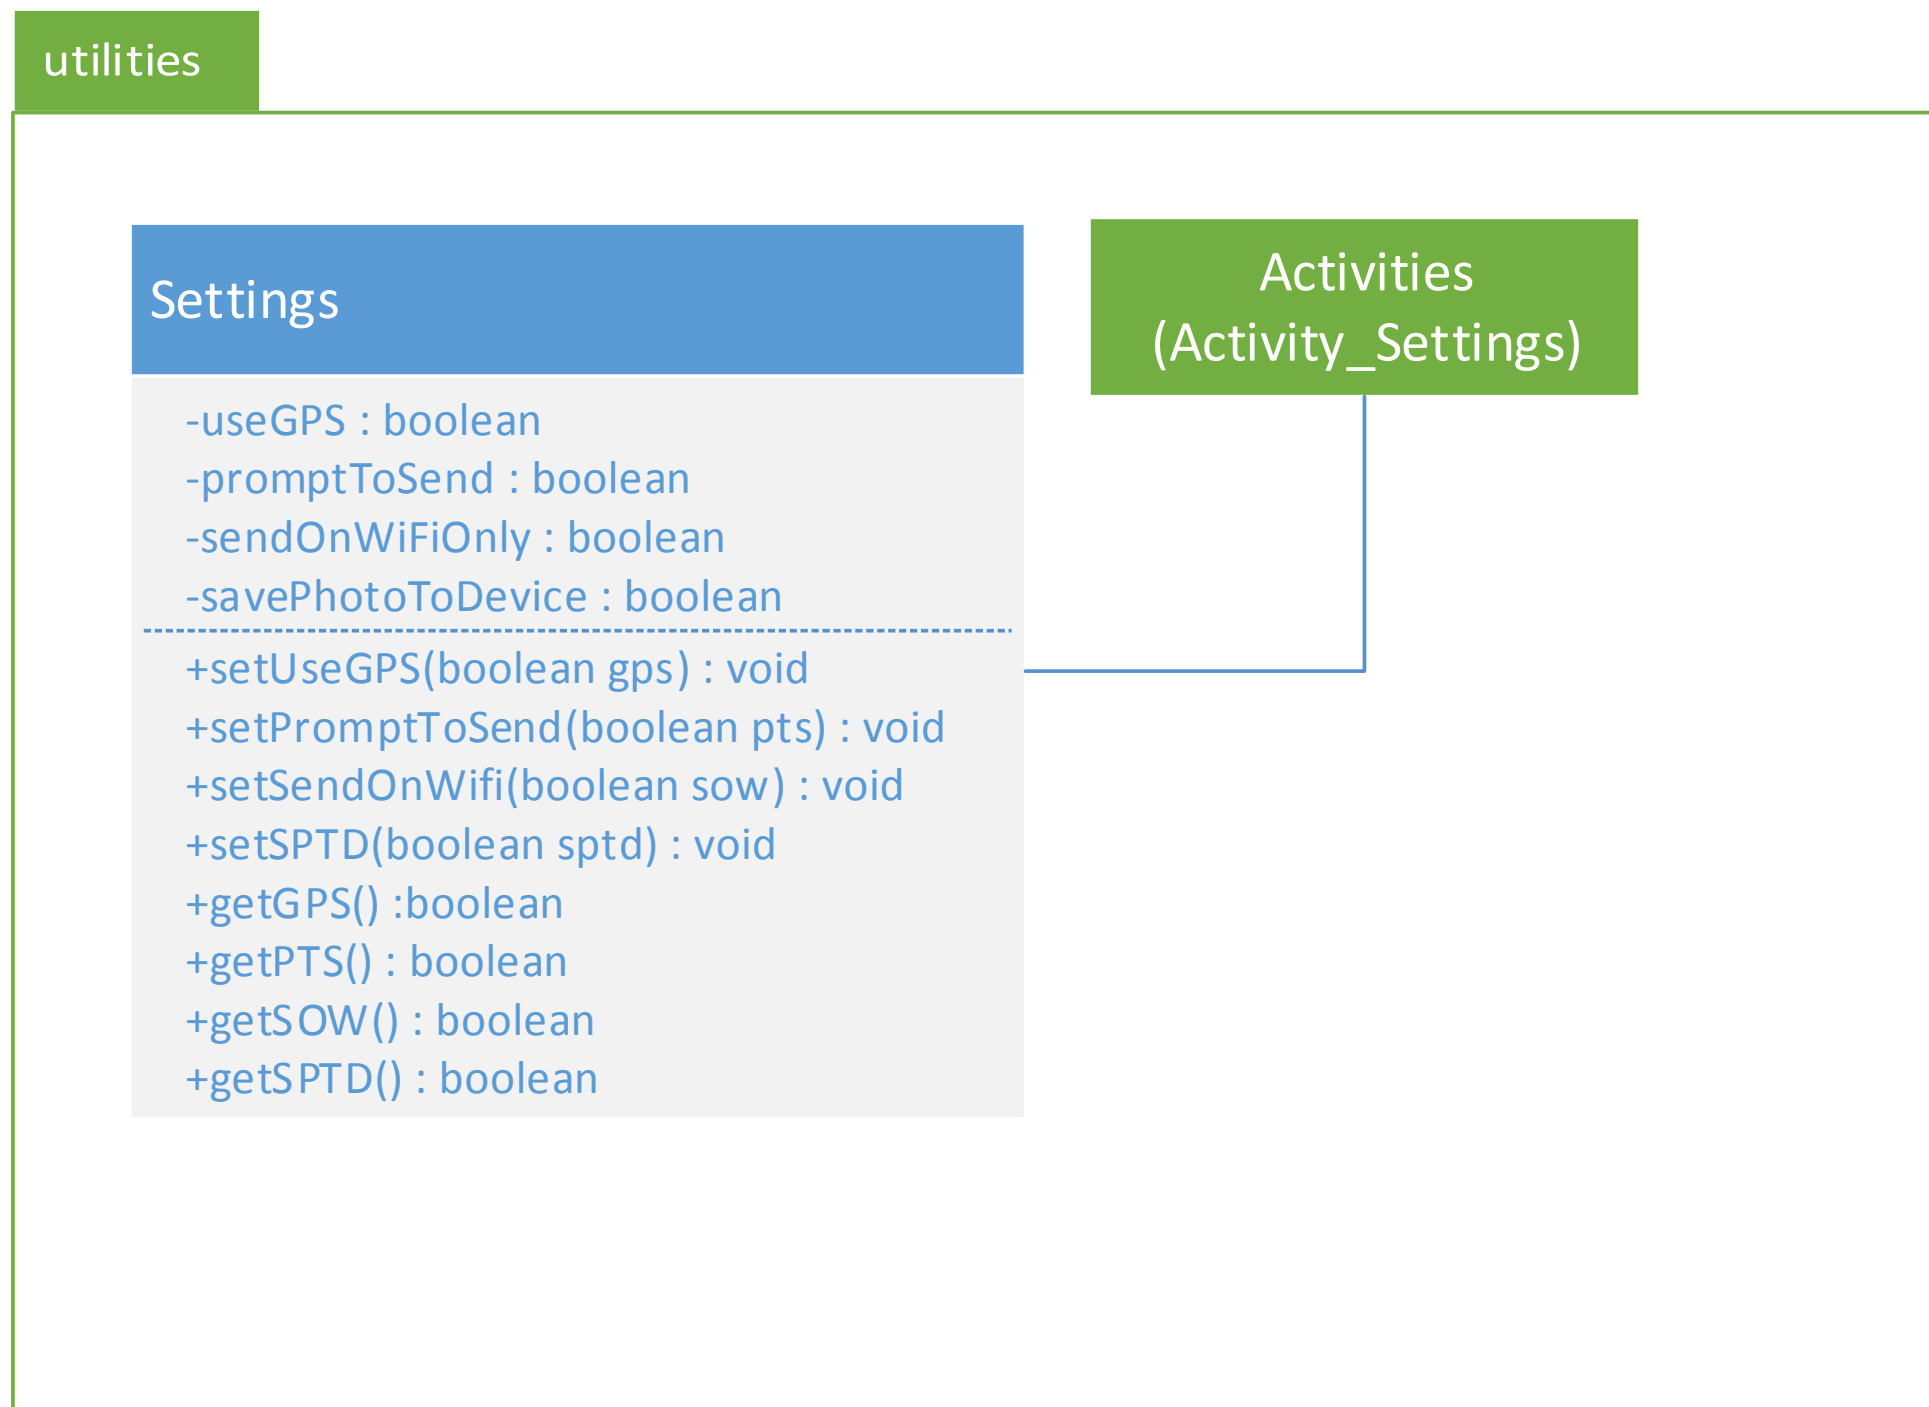 utilities
Settings
-useGPS : boolean
-promptToSend : boolean
-sendOnWiFiOnly : boolean
-savePhotoToDevice : boolean
+setUseGPS(boolean gps) : void
+setPromptToSend(boolean pts) : void
+setSendOnWifi(boolean sow) : void
+setSPTD(boolean sptd) : void
+getGPS() :boolean
+getPTS() : boolean
+getSOW() : boolean
+getSPTD() : boolean
Activities
(Activity_Settings)